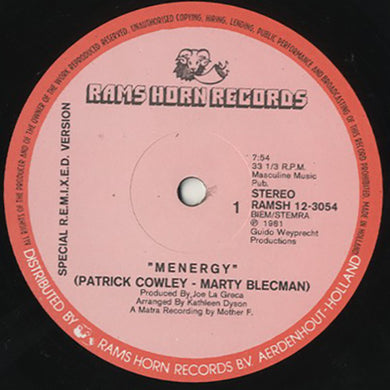 UNAUTHORISED COPYING, HIRING, LENDING, PUBLIC PERFORMANCE AND BROADCASTING OF THIS RECORD PROHIBITED
ALL RIGHTS OF THE PRODUCER AND OF THE OWNER OF THE WORK REPRODUCED RESERVED.
RAMS HORN RECORDS
SPECIAL R.E.M.I.X.E.D. VERSION
7:54
33 1/3 R.P.M.
Masculine Music
Pub.
STEREO
1
RAMSH 12-3054
BIEM/STEMRA
℗ 1981
Guido Weyprecht
Productions
"MENERGY"
(PATRICK COWLEY - MARTY BLECMAN)
Produced By Joe La Greca
Arranged By Kathleen Dyson
A Matra Recording by Mother F.
DISTRIBUTED BY RAMS HORN RECORDS B.V. AERDENHOUT - HOLLAND
MADE IN HOLLAND